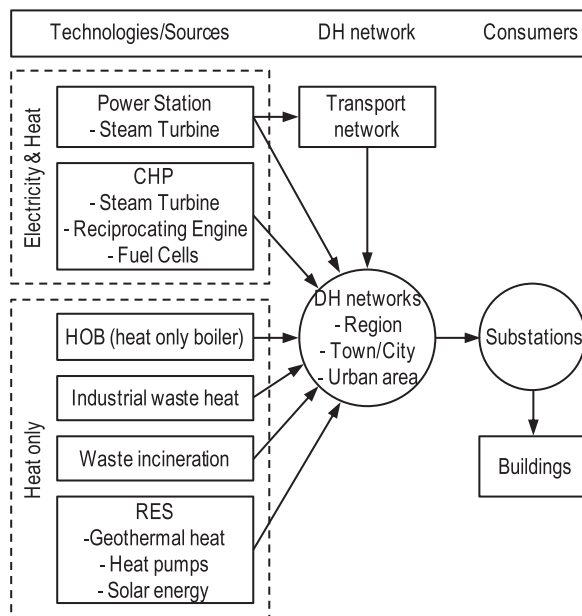 Technologies/Sources DH network Consumers
Electricity & Heat
Power Station
- Steam Turbine
CHP
- Steam Turbine
- Reciprocating Engine
- Fuel Cells
Transport
network
Heat only
HOB (heat only boiler)
Industrial waste heat
Waste incineration
RES
-Geothermal heat
- Heat pumps
- Solar energy
DH networks
- Region
- Town/City
- Urban area
Substations
Buildings